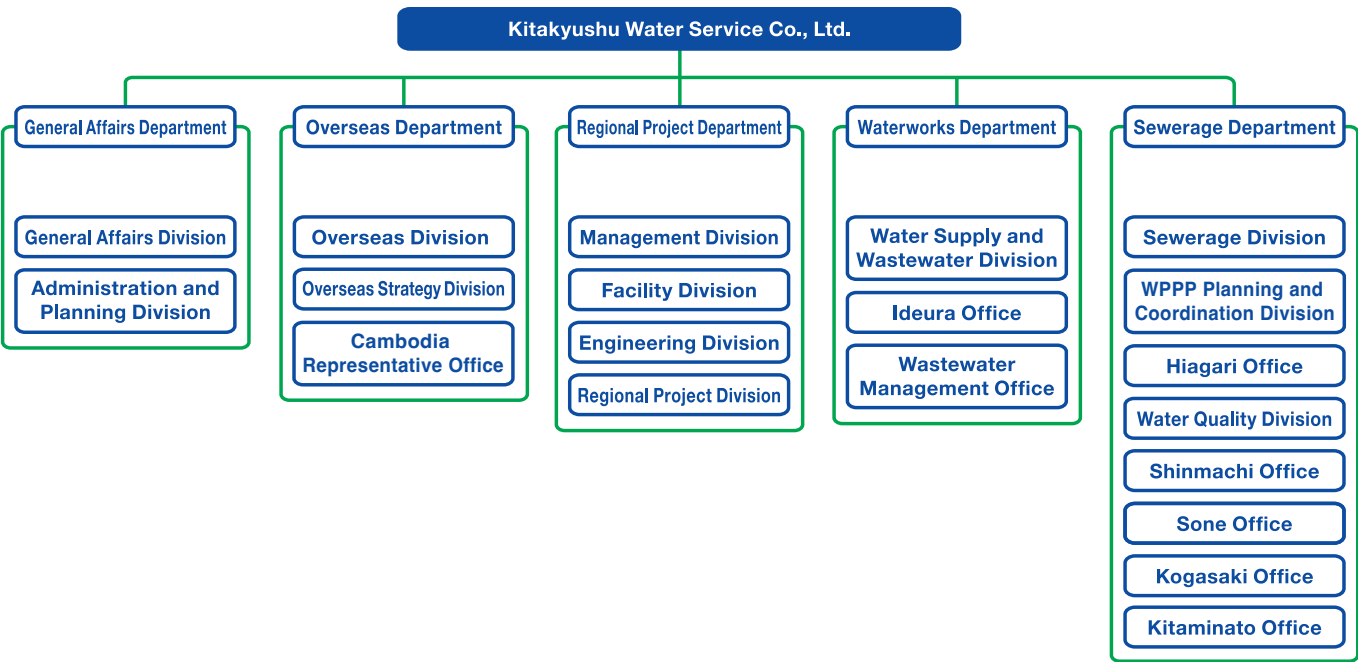 Kitakyushu Water Service Co., Ltd.
General Affairs Department
General Affairs Division
Administration and
Planning Division
Overseas Department
Overseas Division
Overseas Strategy Division
Cambodia
Representative Office
Regional Project Department
Management Division
Facility Division
Engineering Division
Regional Project Division
Waterworks Department
Water Supply and
Wastewater Division
Ideura Office
Wastewater
Management Office
Sewerage Department
Sewerage Division
WPPP Planning and
Coordination Division
Hiagari Office
Water Quality Division
Shinmachi Office
Sone Office
Kogasaki Office
Kitaminato Office